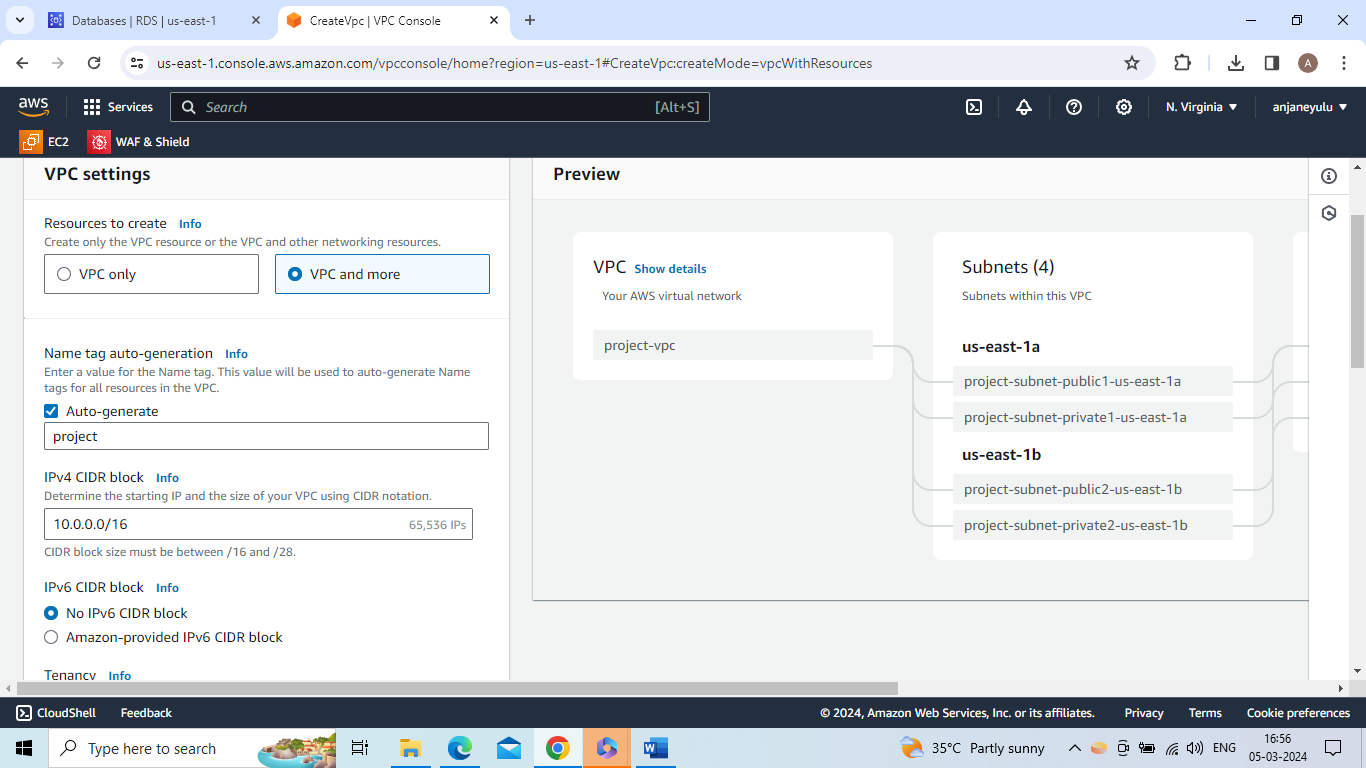 Databases | RDS | us-east-1
CreateVpc | VPC Console
us-east-1.console.aws.amazon.com/vpcconsole/home?region=us-east-1#CreateVpc:createMode=vpcWithResources
A
aws
Services
Search
[Alt+S]
N. Virginia
anjaneyulu
EC2
WAF & Shield
VPC settings
Resources to create Info
Create only the VPC resource or the VPC and other networking resources.
VPC only
VPC and more
Name tag auto-generation Info
Enter a value for the Name tag. This value will be used to auto-generate Name
tags for all resources in the VPC.
Auto-generate
project
IPv4 CIDR block Info
Determine the starting IP and the size of your VPC using CIDR notation.
10.0.0.0/16
65,536 IPs
CIDR block size must be between /16 and /28.
IPv6 CIDR block Info
No IPv6 CIDR block
Amazon-provided IPv6 CIDR block
Tenancy Info
Preview
VPC Show details
Your AWS virtual network
project-vpc
Subnets (4)
Subnets within this VPC
us-east-1a
project-subnet-public1-us-east-1a
project-subnet-private1-us-east-1a
us-east-1b
project-subnet-public2-us-east-1b
project-subnet-private2-us-east-1b
CloudShell
Feedback
© 2024, Amazon Web Services, Inc. or its affiliates.
Privacy
Terms
Cookie preferences
Type here to search
35°C Partly sunny
ENG
16:56
05-03-2024